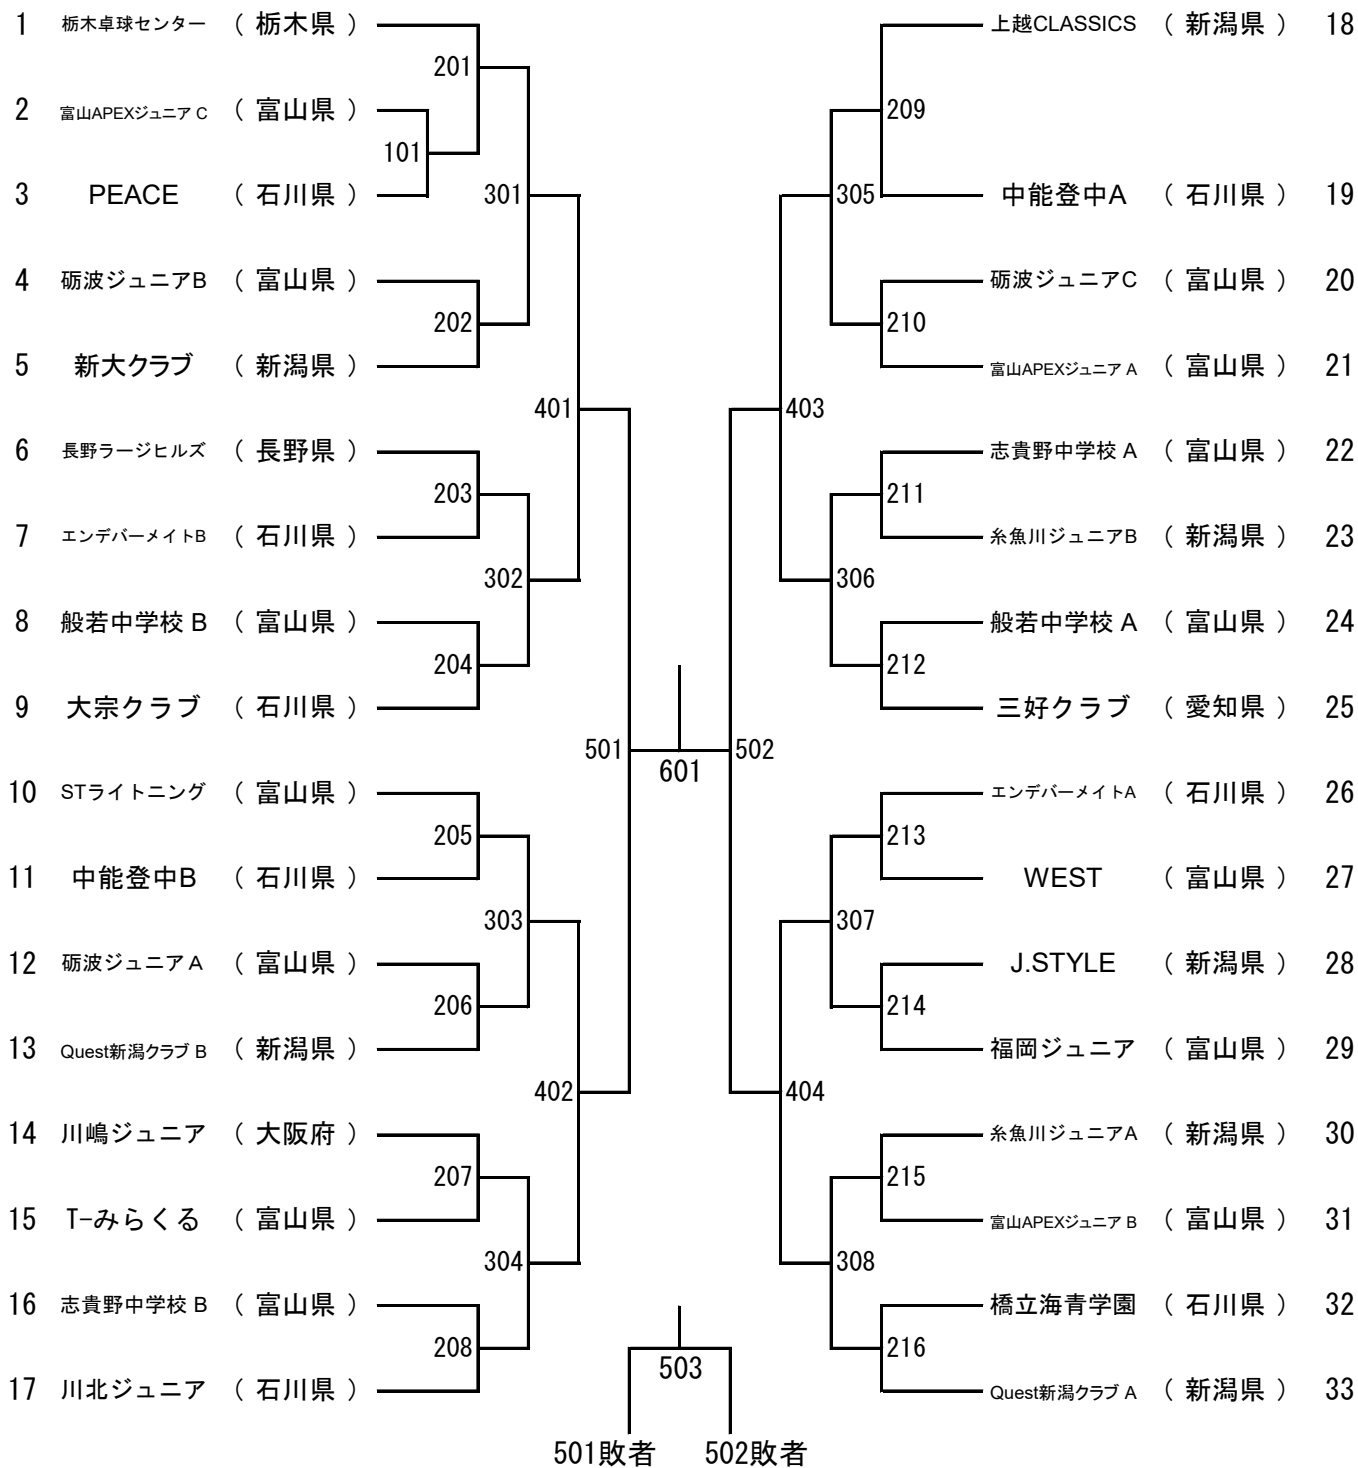 1 栃木卓球センター （ 栃木県 ）
201
2 富山APEXジュニア C （ 富山県 ）
101
3 PEACE （ 石川県 ）
301
4 砺波ジュニアB （ 富山県 ）
202
5 新大クラブ （ 新潟県 ）
401
6 長野ラージヒルズ （ 長野県 ）
203
7 エンデバーメイトB （ 石川県 ）
302
8 般若中学校 B （ 富山県 ）
204
9 大宗クラブ （ 石川県 ）
501
10 STライトニング （ 富山県 ）
205
11 中能登中B （ 石川県 ）
303
12 砺波ジュニアA （ 富山県 ）
206
13 Quest新潟クラブ B （ 新潟県 ）
402
14 川嶋ジュニア （ 大阪府 ）
207
15 T-みらくる （ 富山県 ）
304
16 志貴野中学校 B （ 富山県 ）
208
17 川北ジュニア （ 石川県 ）
601
503
501敗者 502敗者
上越CLASSICS （ 新潟県 ） 18
209
305
中能登中A （ 石川県 ） 19
砺波ジュニアC （ 富山県 ） 20
210
富山APEXジュニア A （ 富山県 ） 21
403
志貴野中学校 A （ 富山県 ） 22
211
糸魚川ジュニアB （ 新潟県 ） 23
306
般若中学校 A （ 富山県 ） 24
212
三好クラブ （ 愛知県 ） 25
502
エンデバーメイトA （ 石川県 ） 26
213
WEST （ 富山県 ） 27
307
J.STYLE （ 新潟県 ） 28
214
福岡ジュニア （ 富山県 ） 29
404
糸魚川ジュニアA （ 新潟県 ） 30
215
富山APEXジュニア B （ 富山県 ） 31
308
橋立海青学園 （ 石川県 ） 32
216
Quest新潟クラブ A （ 新潟県 ） 33